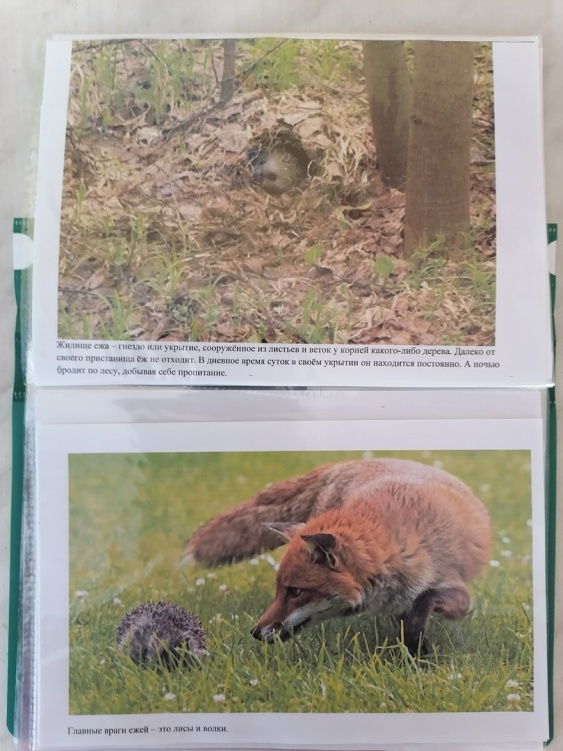 Жилище ежа – гнездо или укрытие, сооружённое из листьев и веток у корней какого-либо дерева. Далеко от
своего пристанища ёж не отходит. В дневное время суток в своём укрытии он находится постоянно. А ночью
бродит по лесу, добывая себе пропитание.
Главные враги ежей – это лисы и волки.